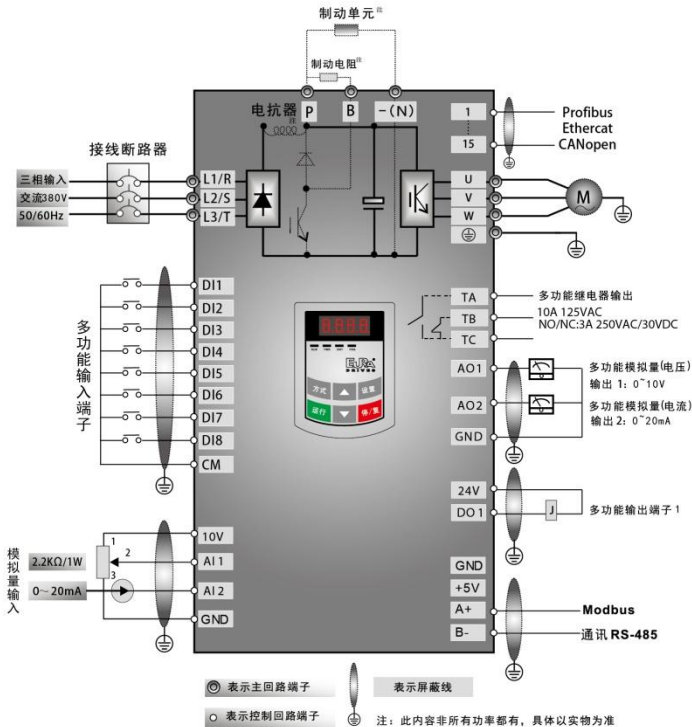 制动单元注
制动电阻注
电抗器注
P
B
-(N)
接线断路器
三相输入
交流380V
50/60Hz
L1/R
L2/S
L3/T
1
15
Profibus
Ethercat
CANopen
U
V
W
M
多功能输入端子
DI1
DI2
DI3
DI4
DI5
DI6
DI7
DI8
CM
8.8.8.8.
EURA
DRIVES
方式
设置
运行
停/复
TA
TB
TC
多功能继电器输出
10A 125VAC
NO/NC:3A 250VAC/30VDC
AO1
AO2
GND
多功能模拟量(电压)
输出 1: 0~10V
多功能模拟量(电流)
输出 2: 0~20mA
24V
DO1
J
多功能输出端子 1
模拟量输入
1
2
3
2.2KΩ/1W
0~20mA
10V
AI1
AI2
GND
GND
+5V
A+
B-
Modbus
通讯 RS-485
表示主回路端子
表示屏蔽线
表示控制回路端子
注：此内容非所有功率都有，具体以实物为准